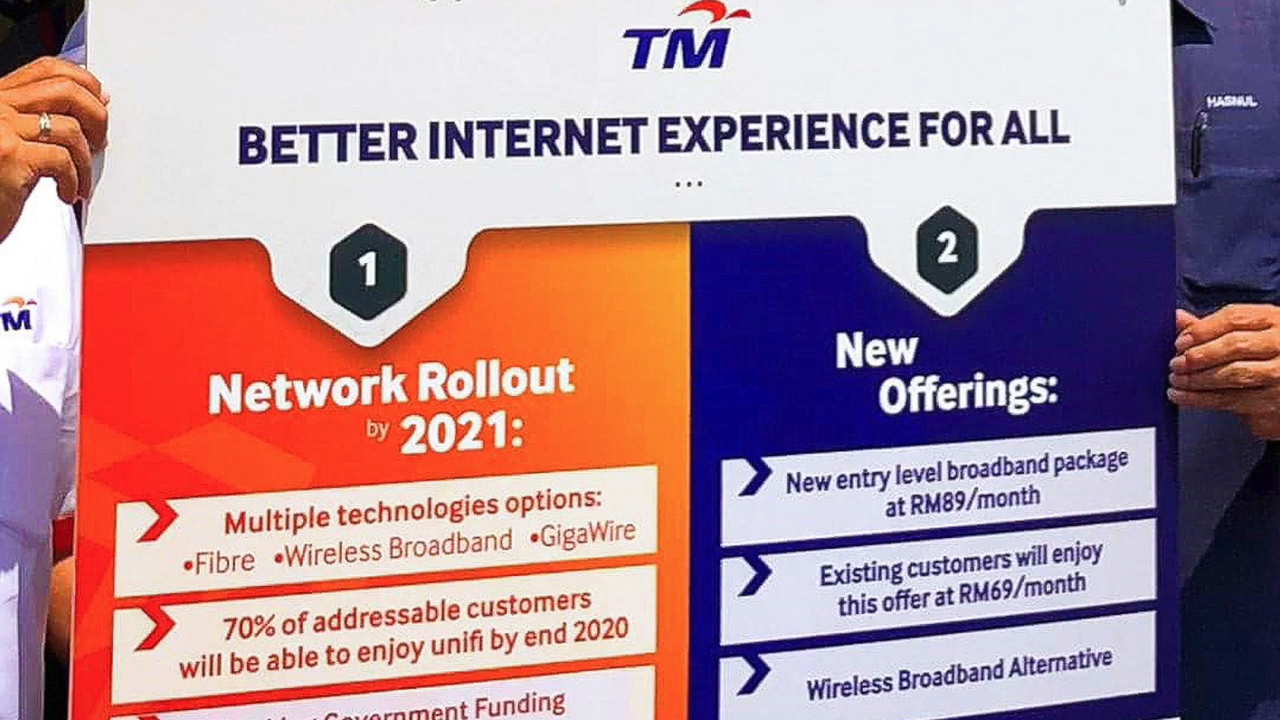 TM
BETTER INTERNET EXPERIENCE FOR ALL
...
1
Network Rollout
by 2021:
Multiple technologies options:
•Fibre •Wireless Broadband •GigaWire
70% of addressable customers
will be able to enjoy unifi by end 2020
Government Funding
2
New
Offerings:
New entry level broadband package
at RM89/month
Existing customers will enjoy
this offer at RM69/month
Wireless Broadband Alternative
HASNUL
TM